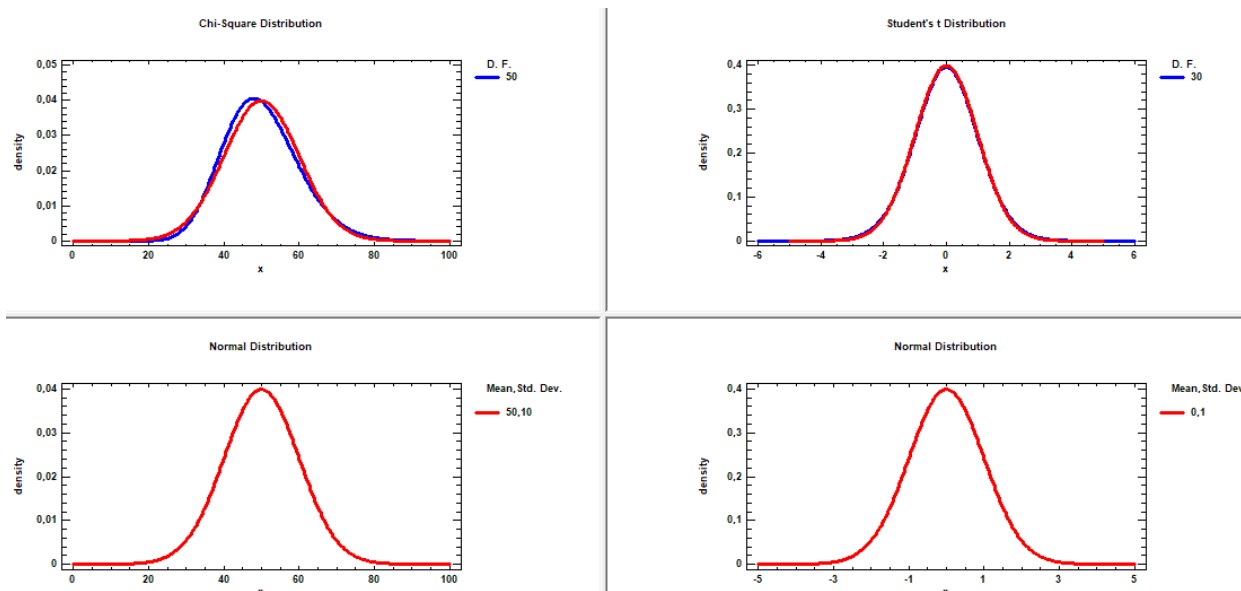 Chi-Square Distribution
0,05
0,04
0,03
0,02
0,01
0
density
0 20 40 60 80 100
x
D. F.
50
Student's t Distribution
0,4
0,3
0,2
0,1
0
density
-6 -4 -2 0 2 4 6
x
D. F.
30
Normal Distribution
0,04
0,03
0,02
0,01
0
density
0 20 40 60 80 100
Mean,Std. Dev.
50,10
Normal Distribution
0,4
0,3
0,2
0,1
0
density
-5 -3 -1 1 3 5
Mean,Std. Dev
0,1